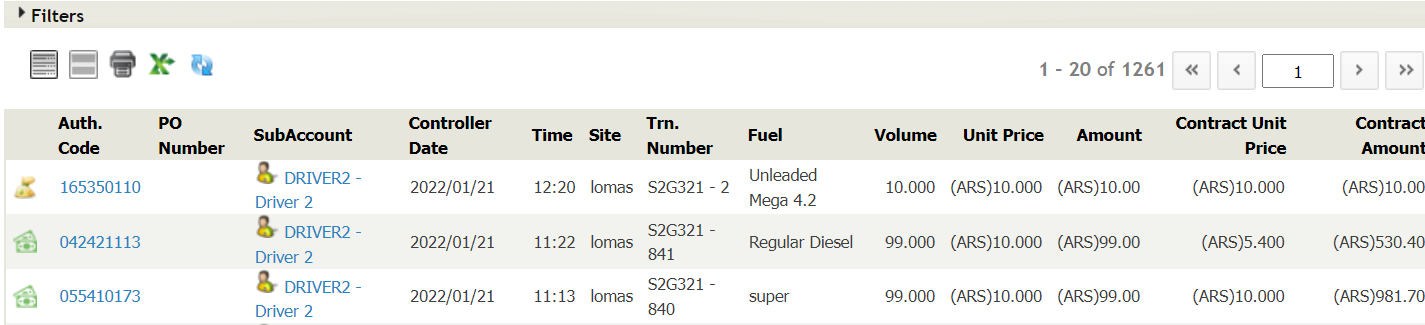 Filters
1 - 20 of 1261 « ‹ 1 › »
Auth. Code PO Number SubAccount Controller Date Time Site Trn. Number Fuel Volume Unit Price Amount Contract Unit Price Contract Amount
165350110 DRIVER2 - Driver 2 2022/01/21 12:20 lomas S2G321 - 2 Unleaded Mega 4.2 10.000 (ARS)10.000 (ARS)10.00 (ARS)10.000 (ARS)10.00
042421113 DRIVER2 - Driver 2 2022/01/21 11:22 lomas S2G321 - 841 Regular Diesel 99.000 (ARS)10.000 (ARS)99.00 (ARS)5.400 (ARS)530.40
055410173 DRIVER2 - Driver 2 2022/01/21 11:13 lomas S2G321 - 840 super 99.000 (ARS)10.000 (ARS)99.00 (ARS)10.000 (ARS)981.70